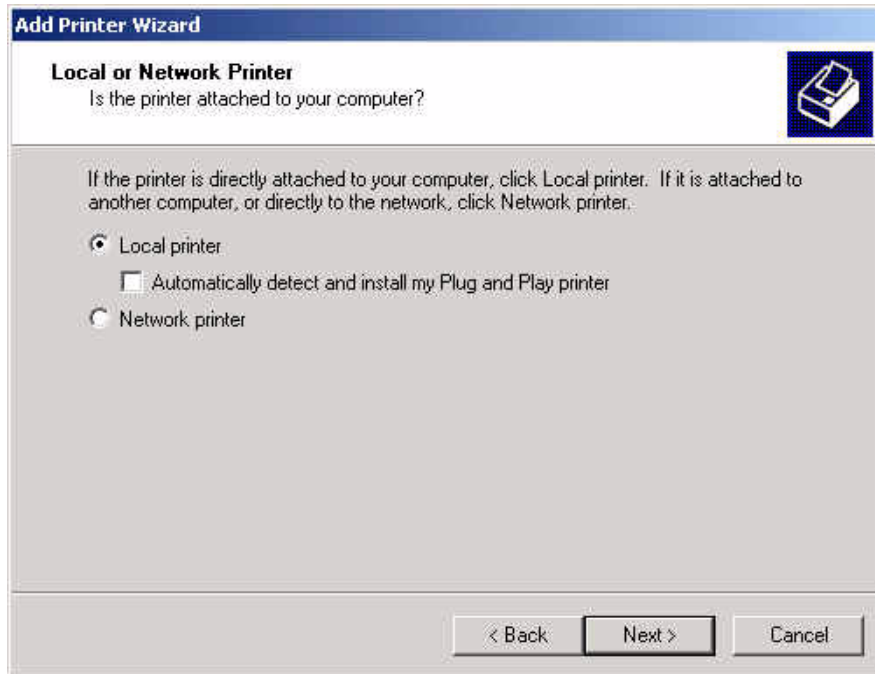 Add Printer Wizard
Local or Network Printer
Is the printer attached to your computer?
If the printer is directly attached to your computer, click Local printer. If it is attached to
another computer, or directly to the network, click Network printer.
Local printer
Automatically detect and install my Plug and Play printer
Network printer
< Back Next > Cancel